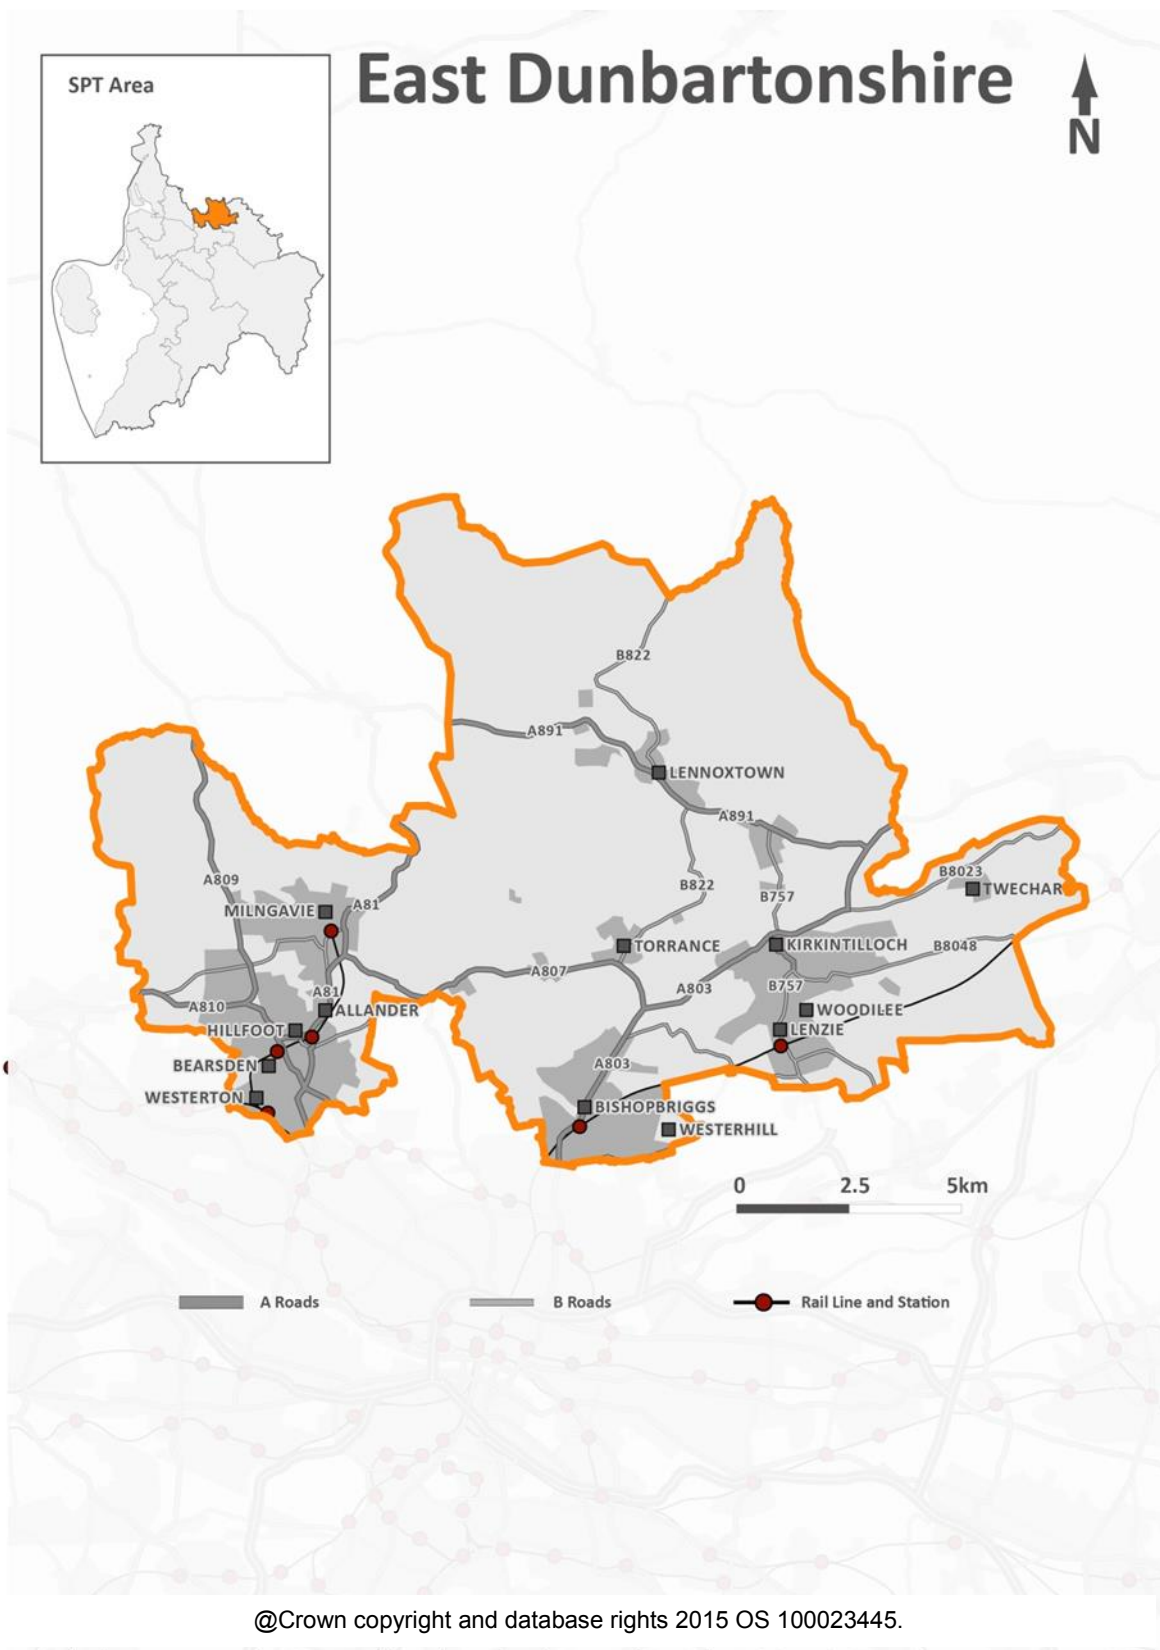 SPT Area
East Dunbartonshire
N
B822
A891
LENNOXTOWN
A891
B8023
TWECHAR
A809
B822
B757
MILNGAVIE
A81
TORRANCE
KIRKINTILLOCH
B8048
A807
A803
B757
A81
A810
ALLANDER
WOODILEE
HILLFOOT
LENZIE
BEARSDEN
A803
WESTERTON
BISHOPBRIGGS
WESTERHILL
0 2.5 5km
A Roads
B Roads
Rail Line and Station
@Crown copyright and database rights 2015 OS 100023445.